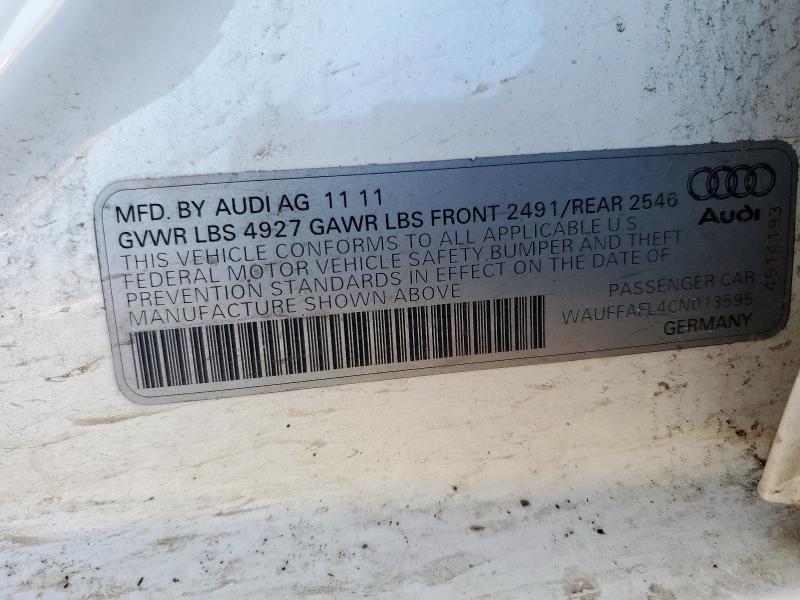 MFD. BY AUDI AG 11 11
GVWR LBS 4927 GAWR LBS FRONT 2491/REAR 2546
THIS VEHICLE CONFORMS TO ALL APPLICABLE U S
FEDERAL MOTOR VEHICLE SAFETY, BUMPER AND THEFT
PREVENTION STANDARDS IN EFFECT ON THE DATE OF
MANUFACTURE SHOWN ABOVE
Audi
PASSENGER CAR
WAUFFAFL4CN013595
GERMANY
4514193